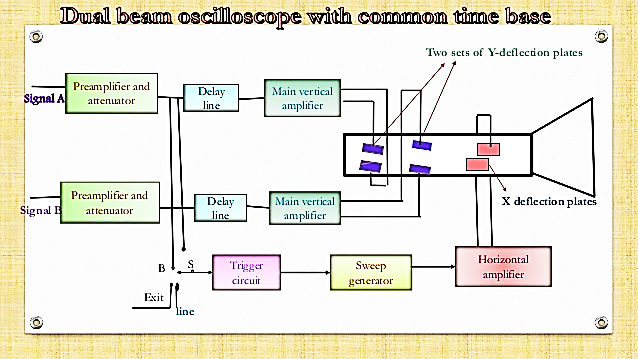 Dual beam oscilloscope with common time base
Two sets of Y-deflection plates
Signal A
Preamplifier and
attenuator
Delay
line
Main vertical
amplifier
X deflection plates
Signal B
Preamplifier and
attenuator
Delay
line
Main vertical
amplifier
B
S
Trigger
circuit
Sweep
generator
Horizontal
amplifier
Exit
line